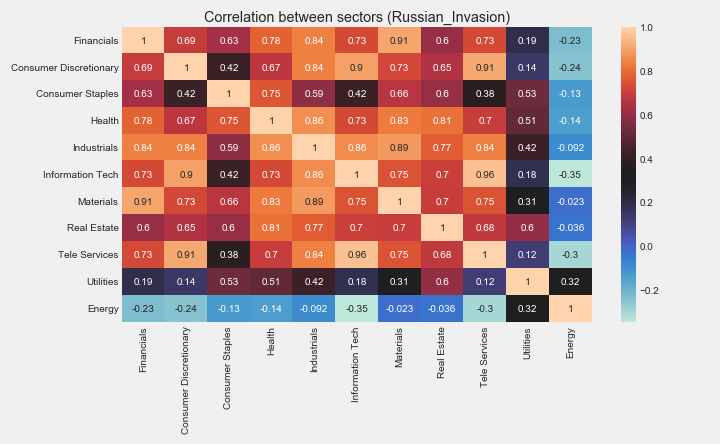 Correlation between sectors (Russian_Invasion)
Financials 1 0.69 0.63 0.78 0.84 0.73 0.91 0.6 0.73 0.19 -0.23
Consumer Discretionary 0.69 1 0.42 0.67 0.84 0.9 0.73 0.65 0.91 0.14 -0.24
Consumer Staples 0.63 0.42 1 0.75 0.59 0.42 0.66 0.6 0.38 0.53 -0.13
Health 0.78 0.67 0.75 1 0.86 0.73 0.83 0.81 0.7 0.51 -0.14
Industrials 0.84 0.84 0.59 0.86 1 0.86 0.89 0.77 0.84 0.42 -0.092
Information Tech 0.73 0.9 0.42 0.73 0.86 1 0.75 0.7 0.96 0.18 -0.35
Materials 0.91 0.73 0.66 0.83 0.89 0.75 1 0.7 0.75 0.31 -0.023
Real Estate 0.6 0.65 0.6 0.81 0.77 0.7 0.7 1 0.68 0.6 -0.036
Tele Services 0.73 0.91 0.38 0.7 0.84 0.96 0.75 0.68 1 0.12 -0.3
Utilities 0.19 0.14 0.53 0.51 0.42 0.18 0.31 0.6 0.12 1 0.32
Energy -0.23 -0.24 -0.13 -0.14 -0.092 -0.35 -0.023 -0.036 -0.3 0.32 1
Financials
Consumer Discretionary
Consumer Staples
Health
Industrials
Information Tech
Materials
Real Estate
Tele Services
Utilities
Energy
1.0
0.8
0.6
0.4
0.2
0.0
−0.2